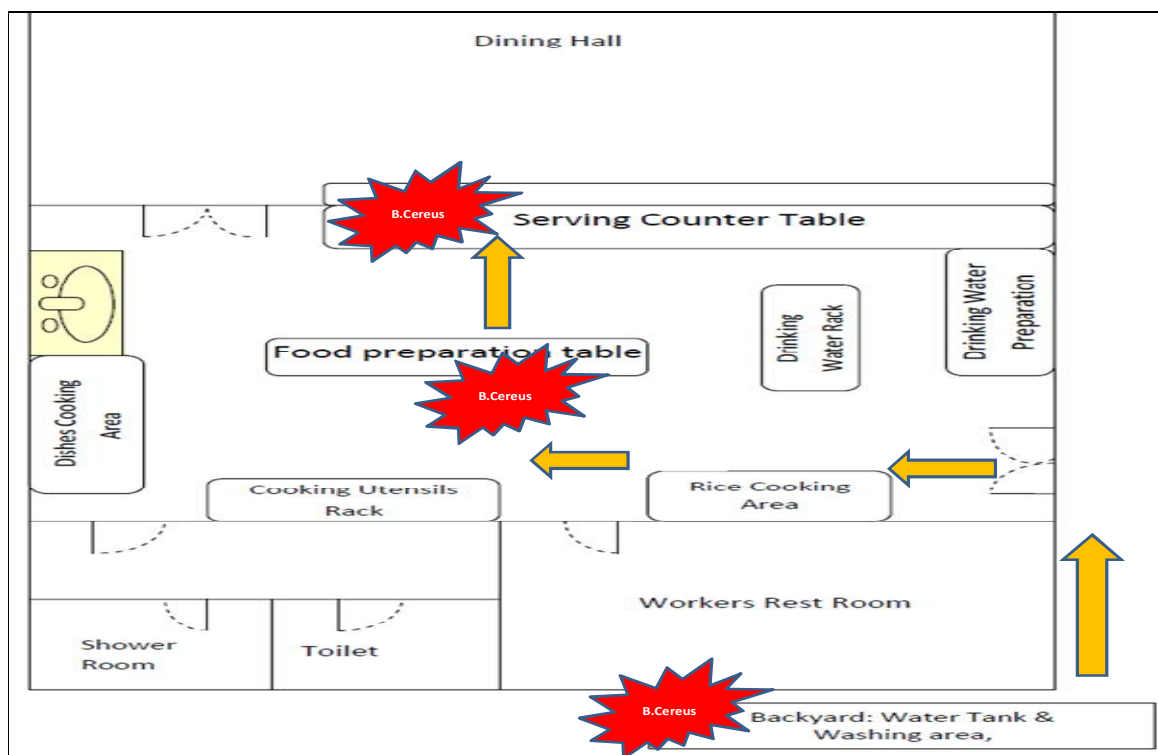 Dining Hall
B.Cereus
Serving Counter Table
Drinking Water
Preparation
Drinking
Water Rack
Food preparation table
B.Cereus
Dishes Cooking
Area
Cooking Utensils
Rack
Rice Cooking
Area
Workers Rest Room
Shower
Room
Toilet
B.Cereus
Backyard: Water Tank &
Washing area,